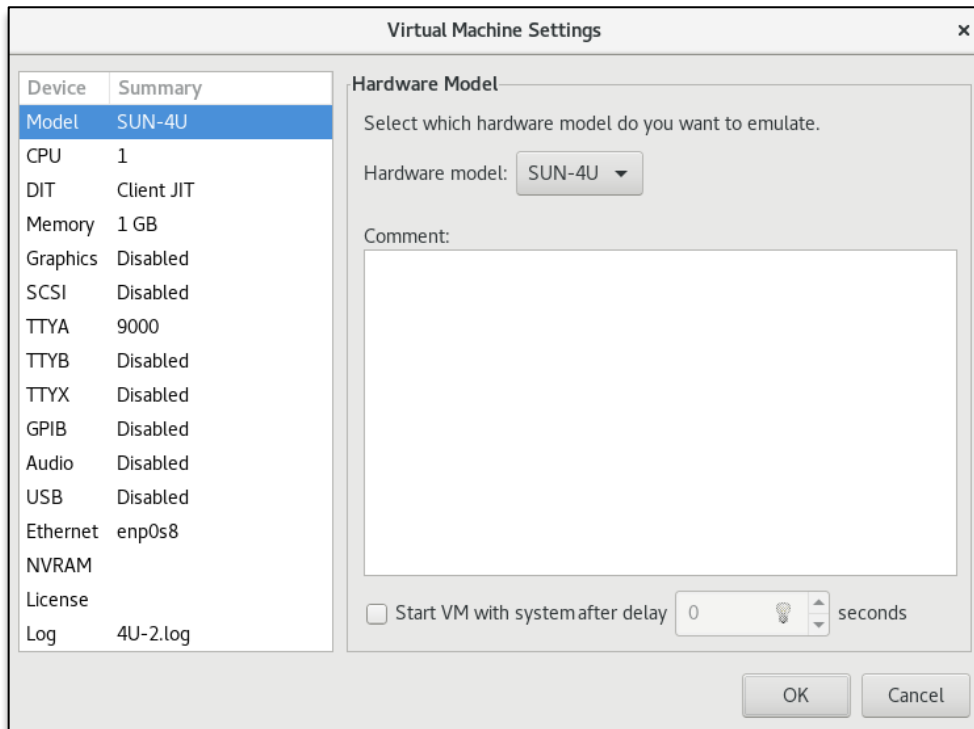 Virtual Machine Settings
Device Summary
Model SUN-4U
CPU 1
DIT Client JIT
Memory 1 GB
Graphics Disabled
SCSI Disabled
TTYA 9000
TTYB Disabled
TTYX Disabled
GPIB Disabled
Audio Disabled
USB Disabled
Ethernet enp0s8
NVRAM
License
Log 4U-2.log
Hardware Model
Select which hardware model do you want to emulate.
Hardware model: SUN-4U
Comment:
Start VM with system after delay 0 seconds
OK Cancel